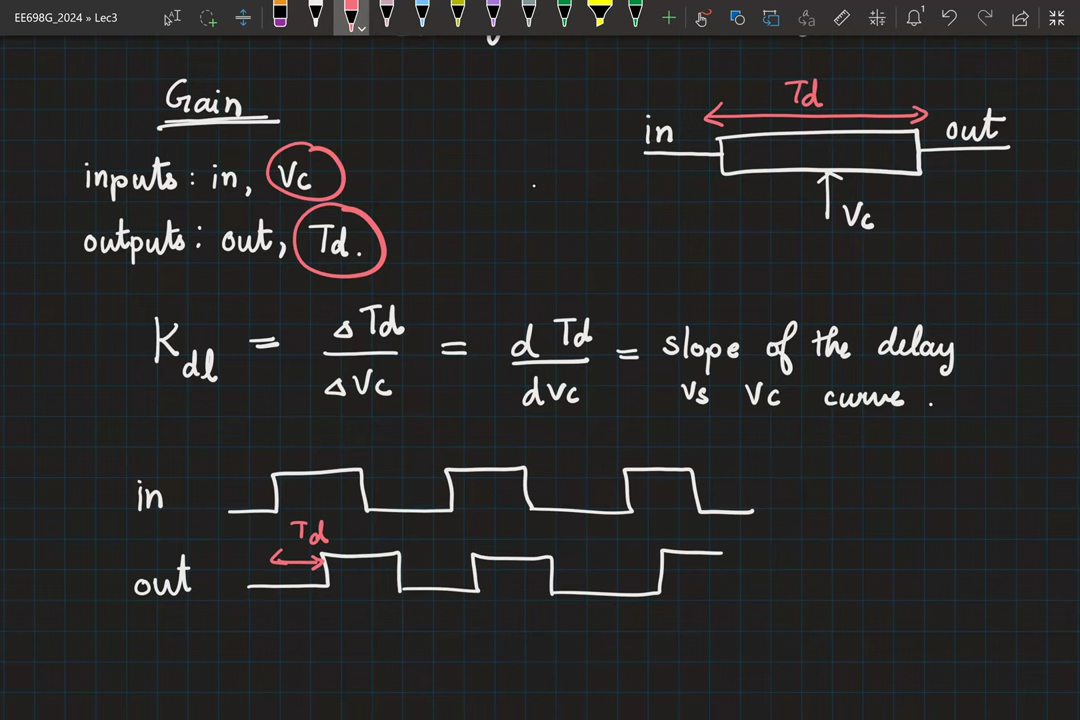 EE698G_2024 » Lec3
Gain
Td
in
out
inputs: in, Vc
Vc
outputs: out, Td.
Kdl = ΔTd/ΔVc = dTd/dVc = slope of the delay
vs Vc curve.
in
Td
out